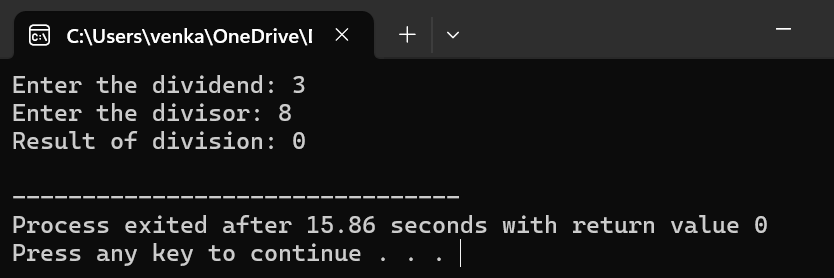 C:\Users\venka\OneDrive\I
Enter the dividend: 3
Enter the divisor: 8
Result of division: 0
--------------------------------
Process exited after 15.86 seconds with return value 0
Press any key to continue . . .